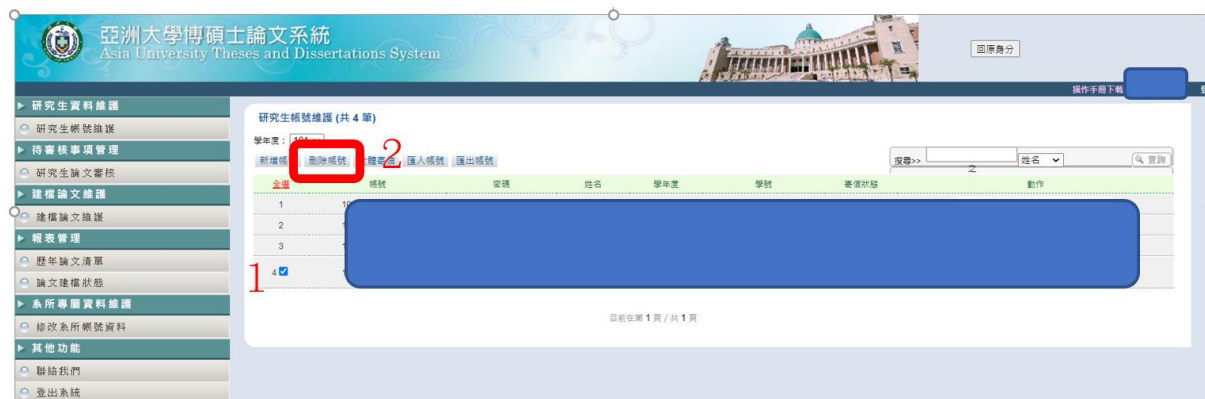 亞洲大學博碩士論文系統
Asia University Theses and Dissertations System
回原身分
操作手冊下載
研究生資料維護
研究生帳號維護
待審核事項管理
研究生論文審核
建檔論文維護
建檔論文維護
報表管理
歷年論文清單
論文建檔狀態
系所專屬資料維護
修改系所帳號資料
其他功能
聯絡我們
登出系統
研究生帳號維護 (共 4 筆)
學年度：
2
新增帳 刪除帳號 體寄信 匯入帳號 匯出帳號 搜尋>> 姓名 查詢
之
全選 帳號 密碼 姓名 學年度 學號 寄信狀態 動作
1
2
3
4
1
目前在第 1 頁 / 共 1 頁